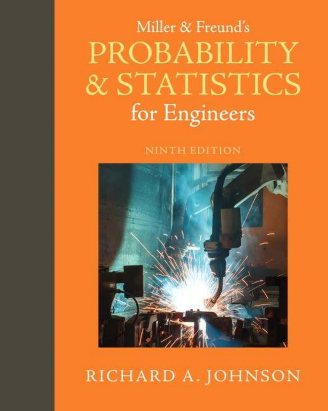 Miller & Freund's
PROBABILITY
& STATISTICS
for Engineers
NINTH EDITION
RICHARD A. JOHNSON